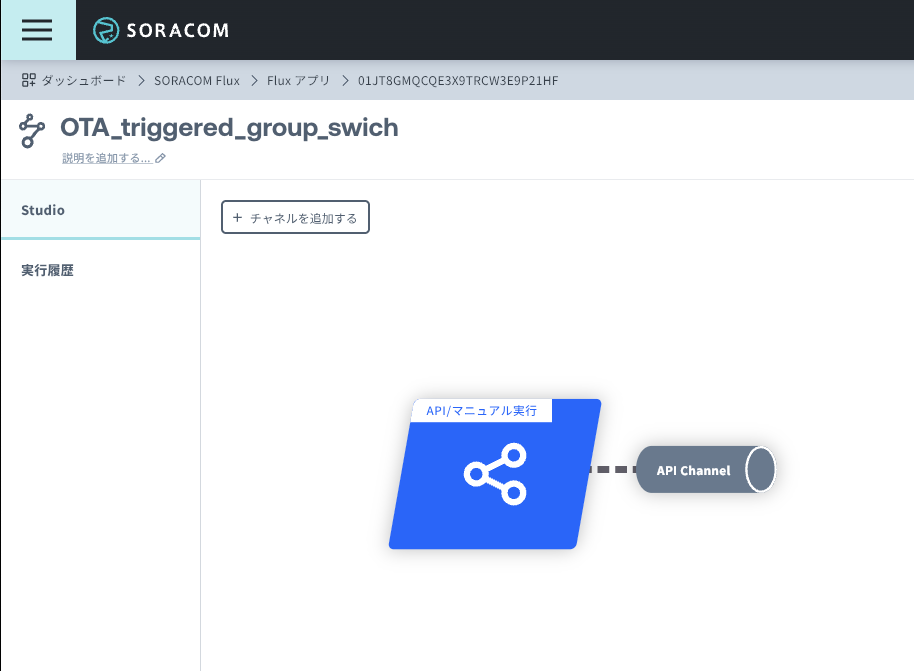 SORACOM
ダッシュボード > SORACOM Flux > Flux アプリ > 01JT8GMQCQE3X9TRCW3E9P21HF
OTA_triggered_group_swich
説明を追加する...
Studio
+ チャネルを追加する
実行履歴
API/マニュアル実行
API Channel